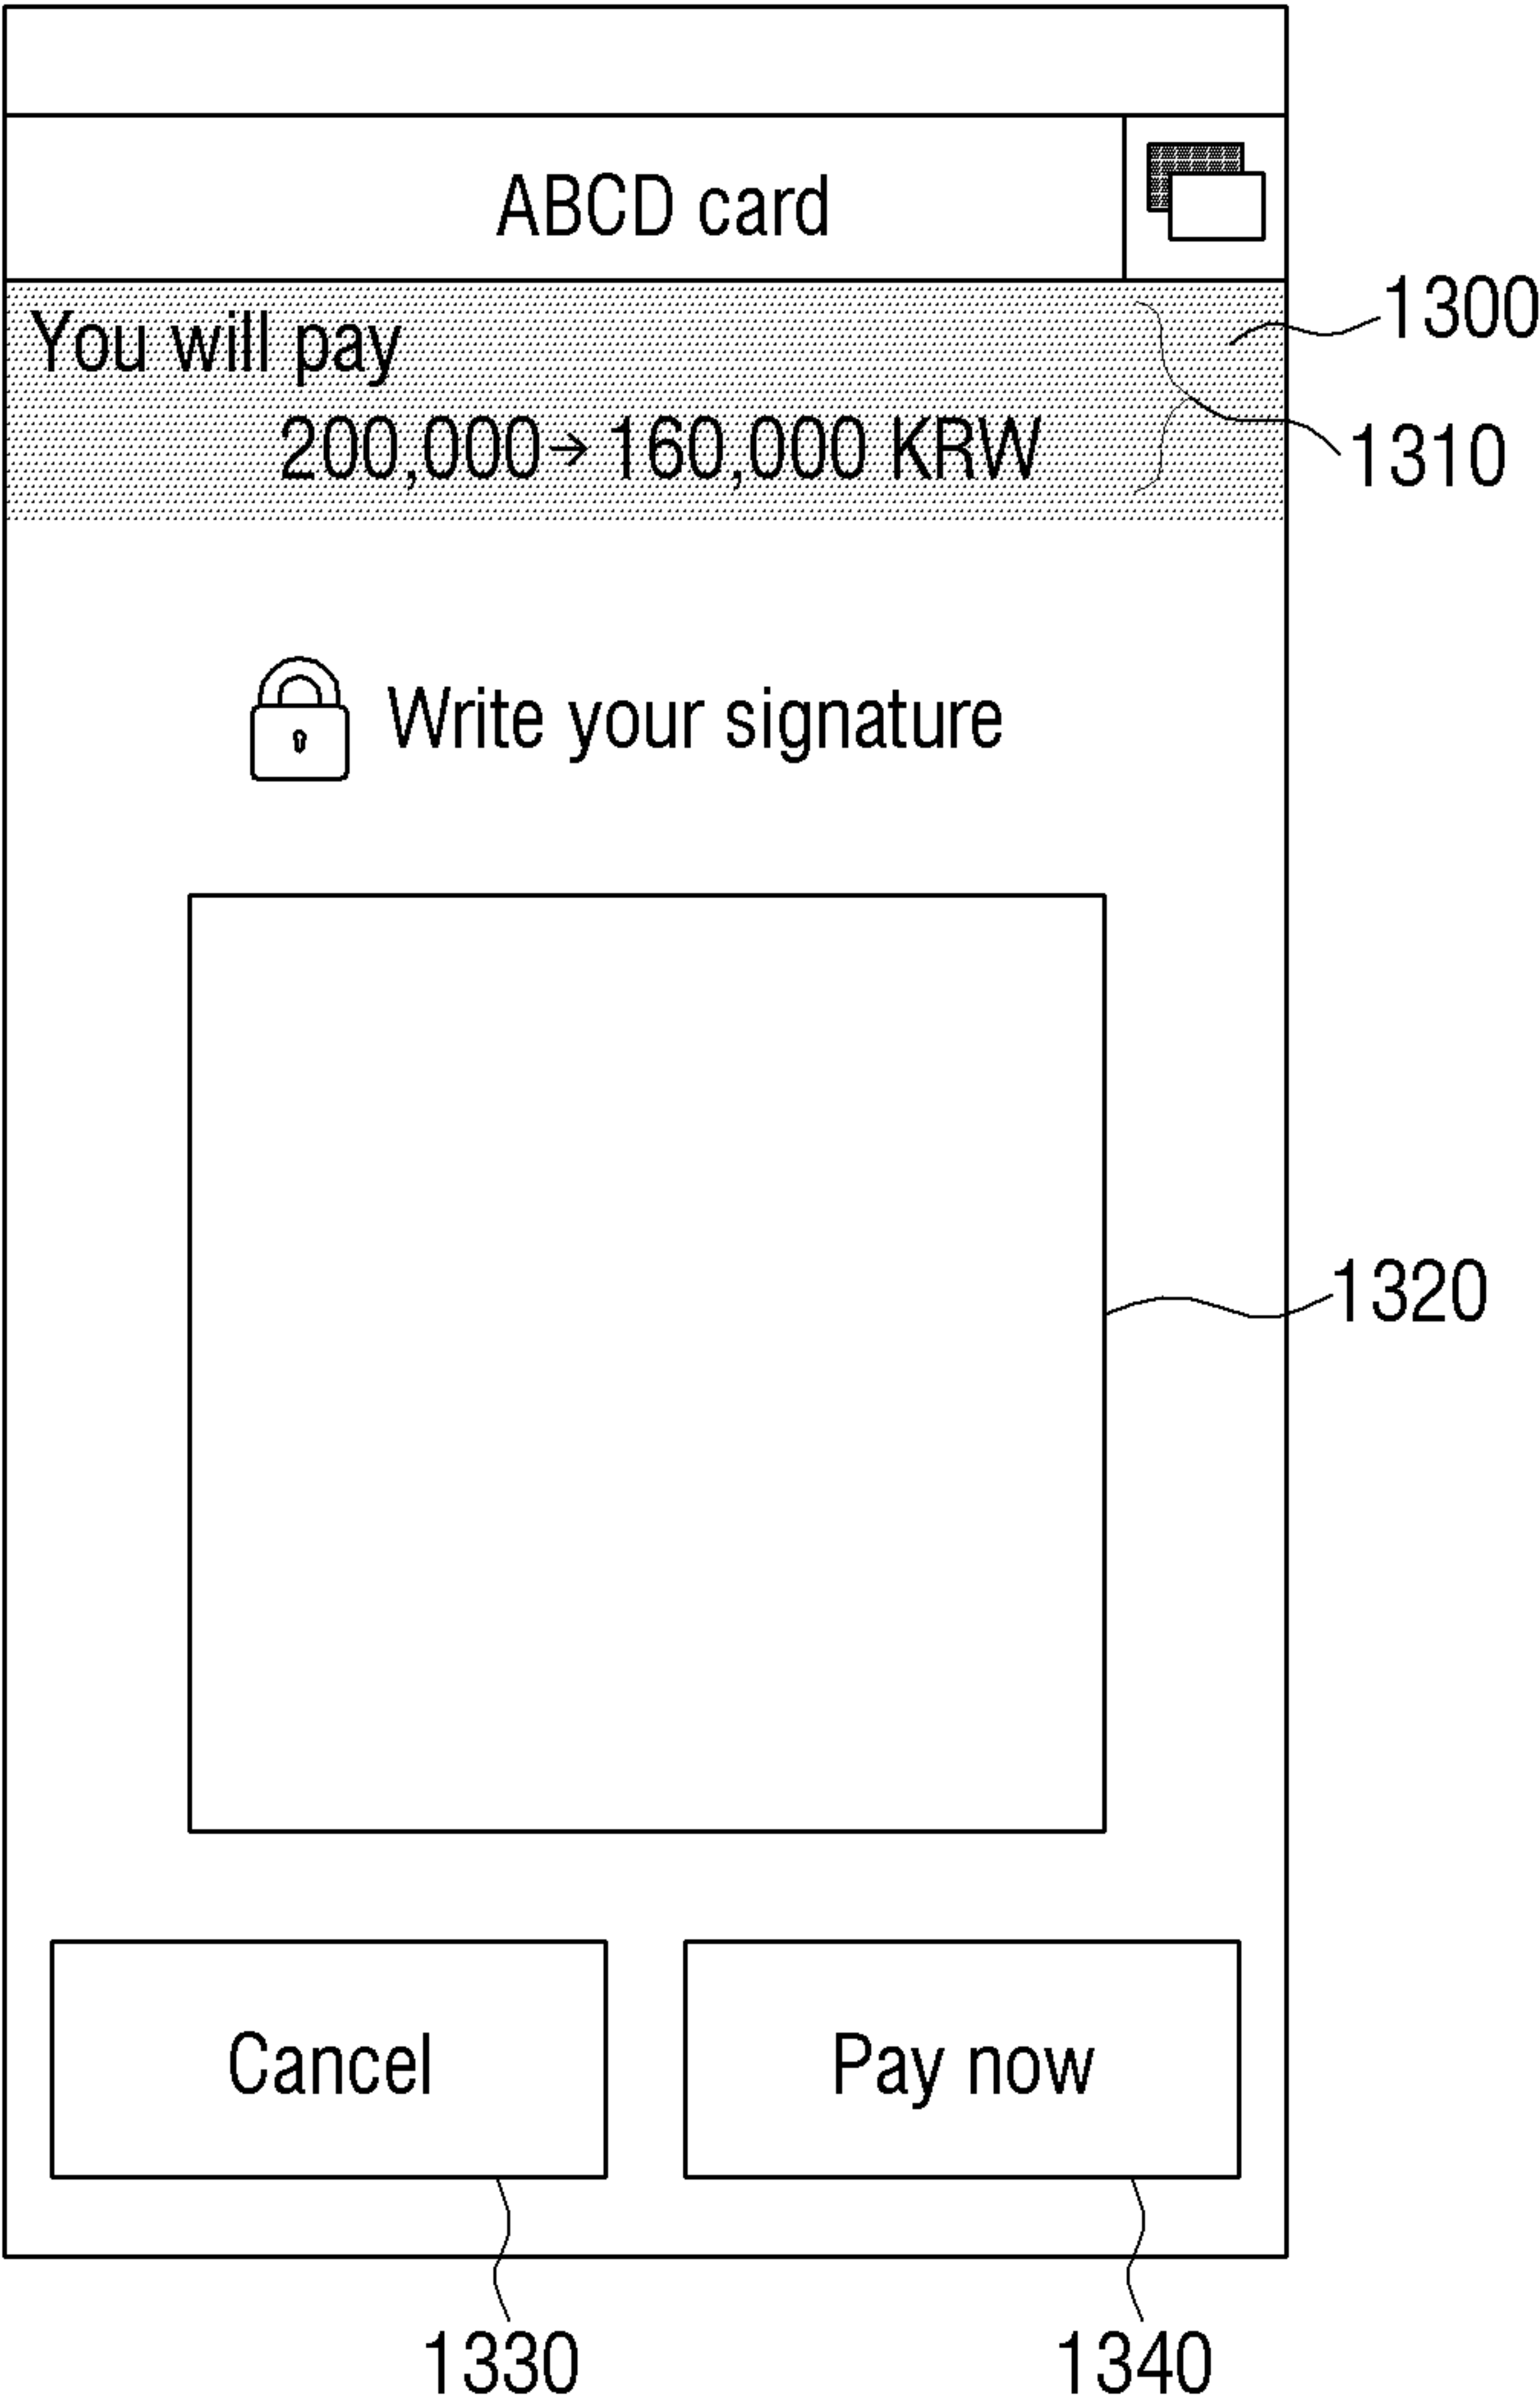 ABCD card
You will pay
200,000→160,000 KRW
1300
1310
Write your signature
1320
Cancel
Pay now
1330
1340